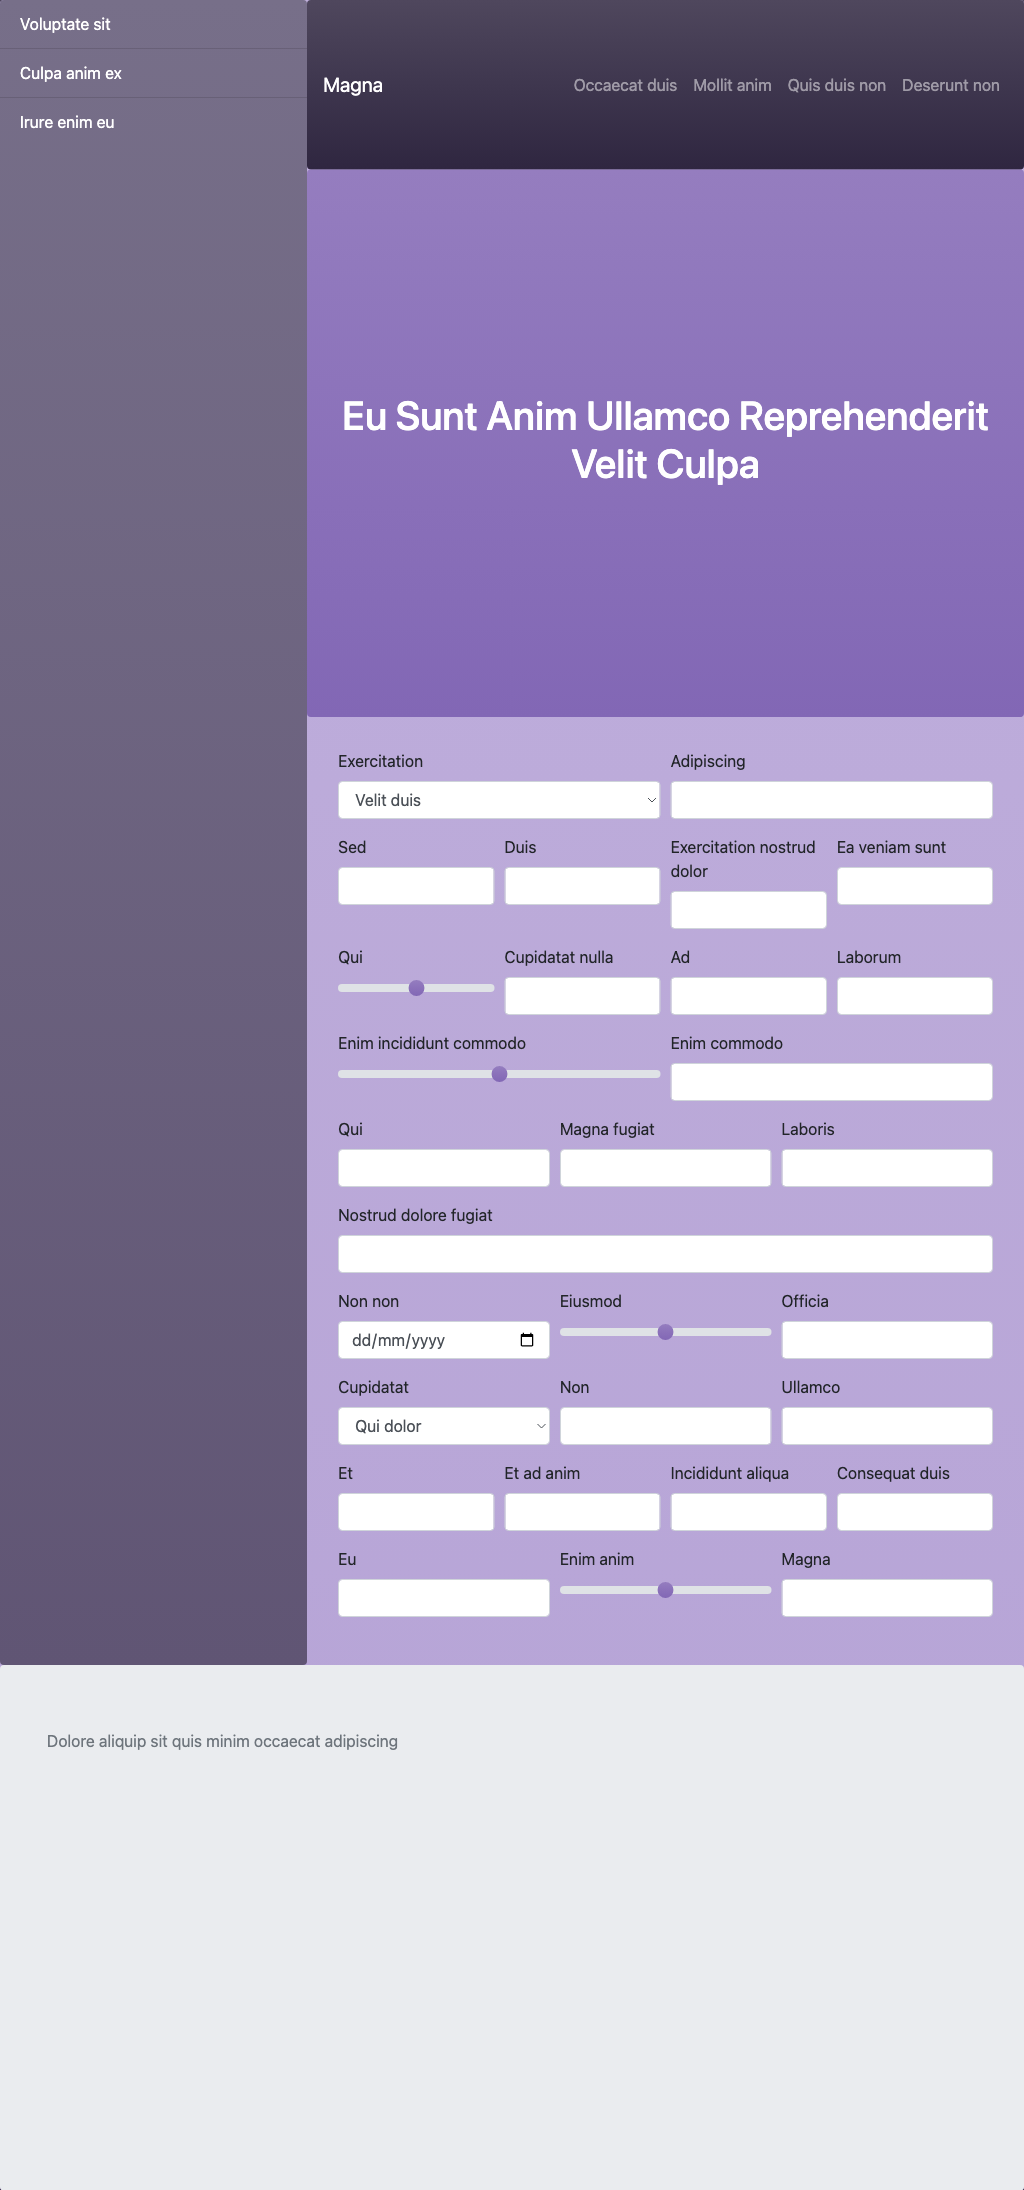 Voluptate sit
Culpa anim ex
Irure enim eu
Magna
Occaecat duis
Mollit anim
Quis duis non
Deserunt non
Eu Sunt Anim Ullamco Reprehenderit
Velit Culpa
Exercitation
Velit duis
Adipiscing
Sed
Duis
Exercitation nostrud
dolor
Ea veniam sunt
Qui
Cupidatat nulla
Ad
Laborum
Enim incididunt commodo
Enim commodo
Qui
Magna fugiat
Laboris
Nostrud dolore fugiat
Non non
dd/mm/yyyy
Eiusmod
Officia
Cupidatat
Qui dolor
Non
Ullamco
Et
Et ad anim
Incididunt aliqua
Consequat duis
Eu
Enim anim
Magna
Dolore aliquip sit quis minim occaecat adipiscing